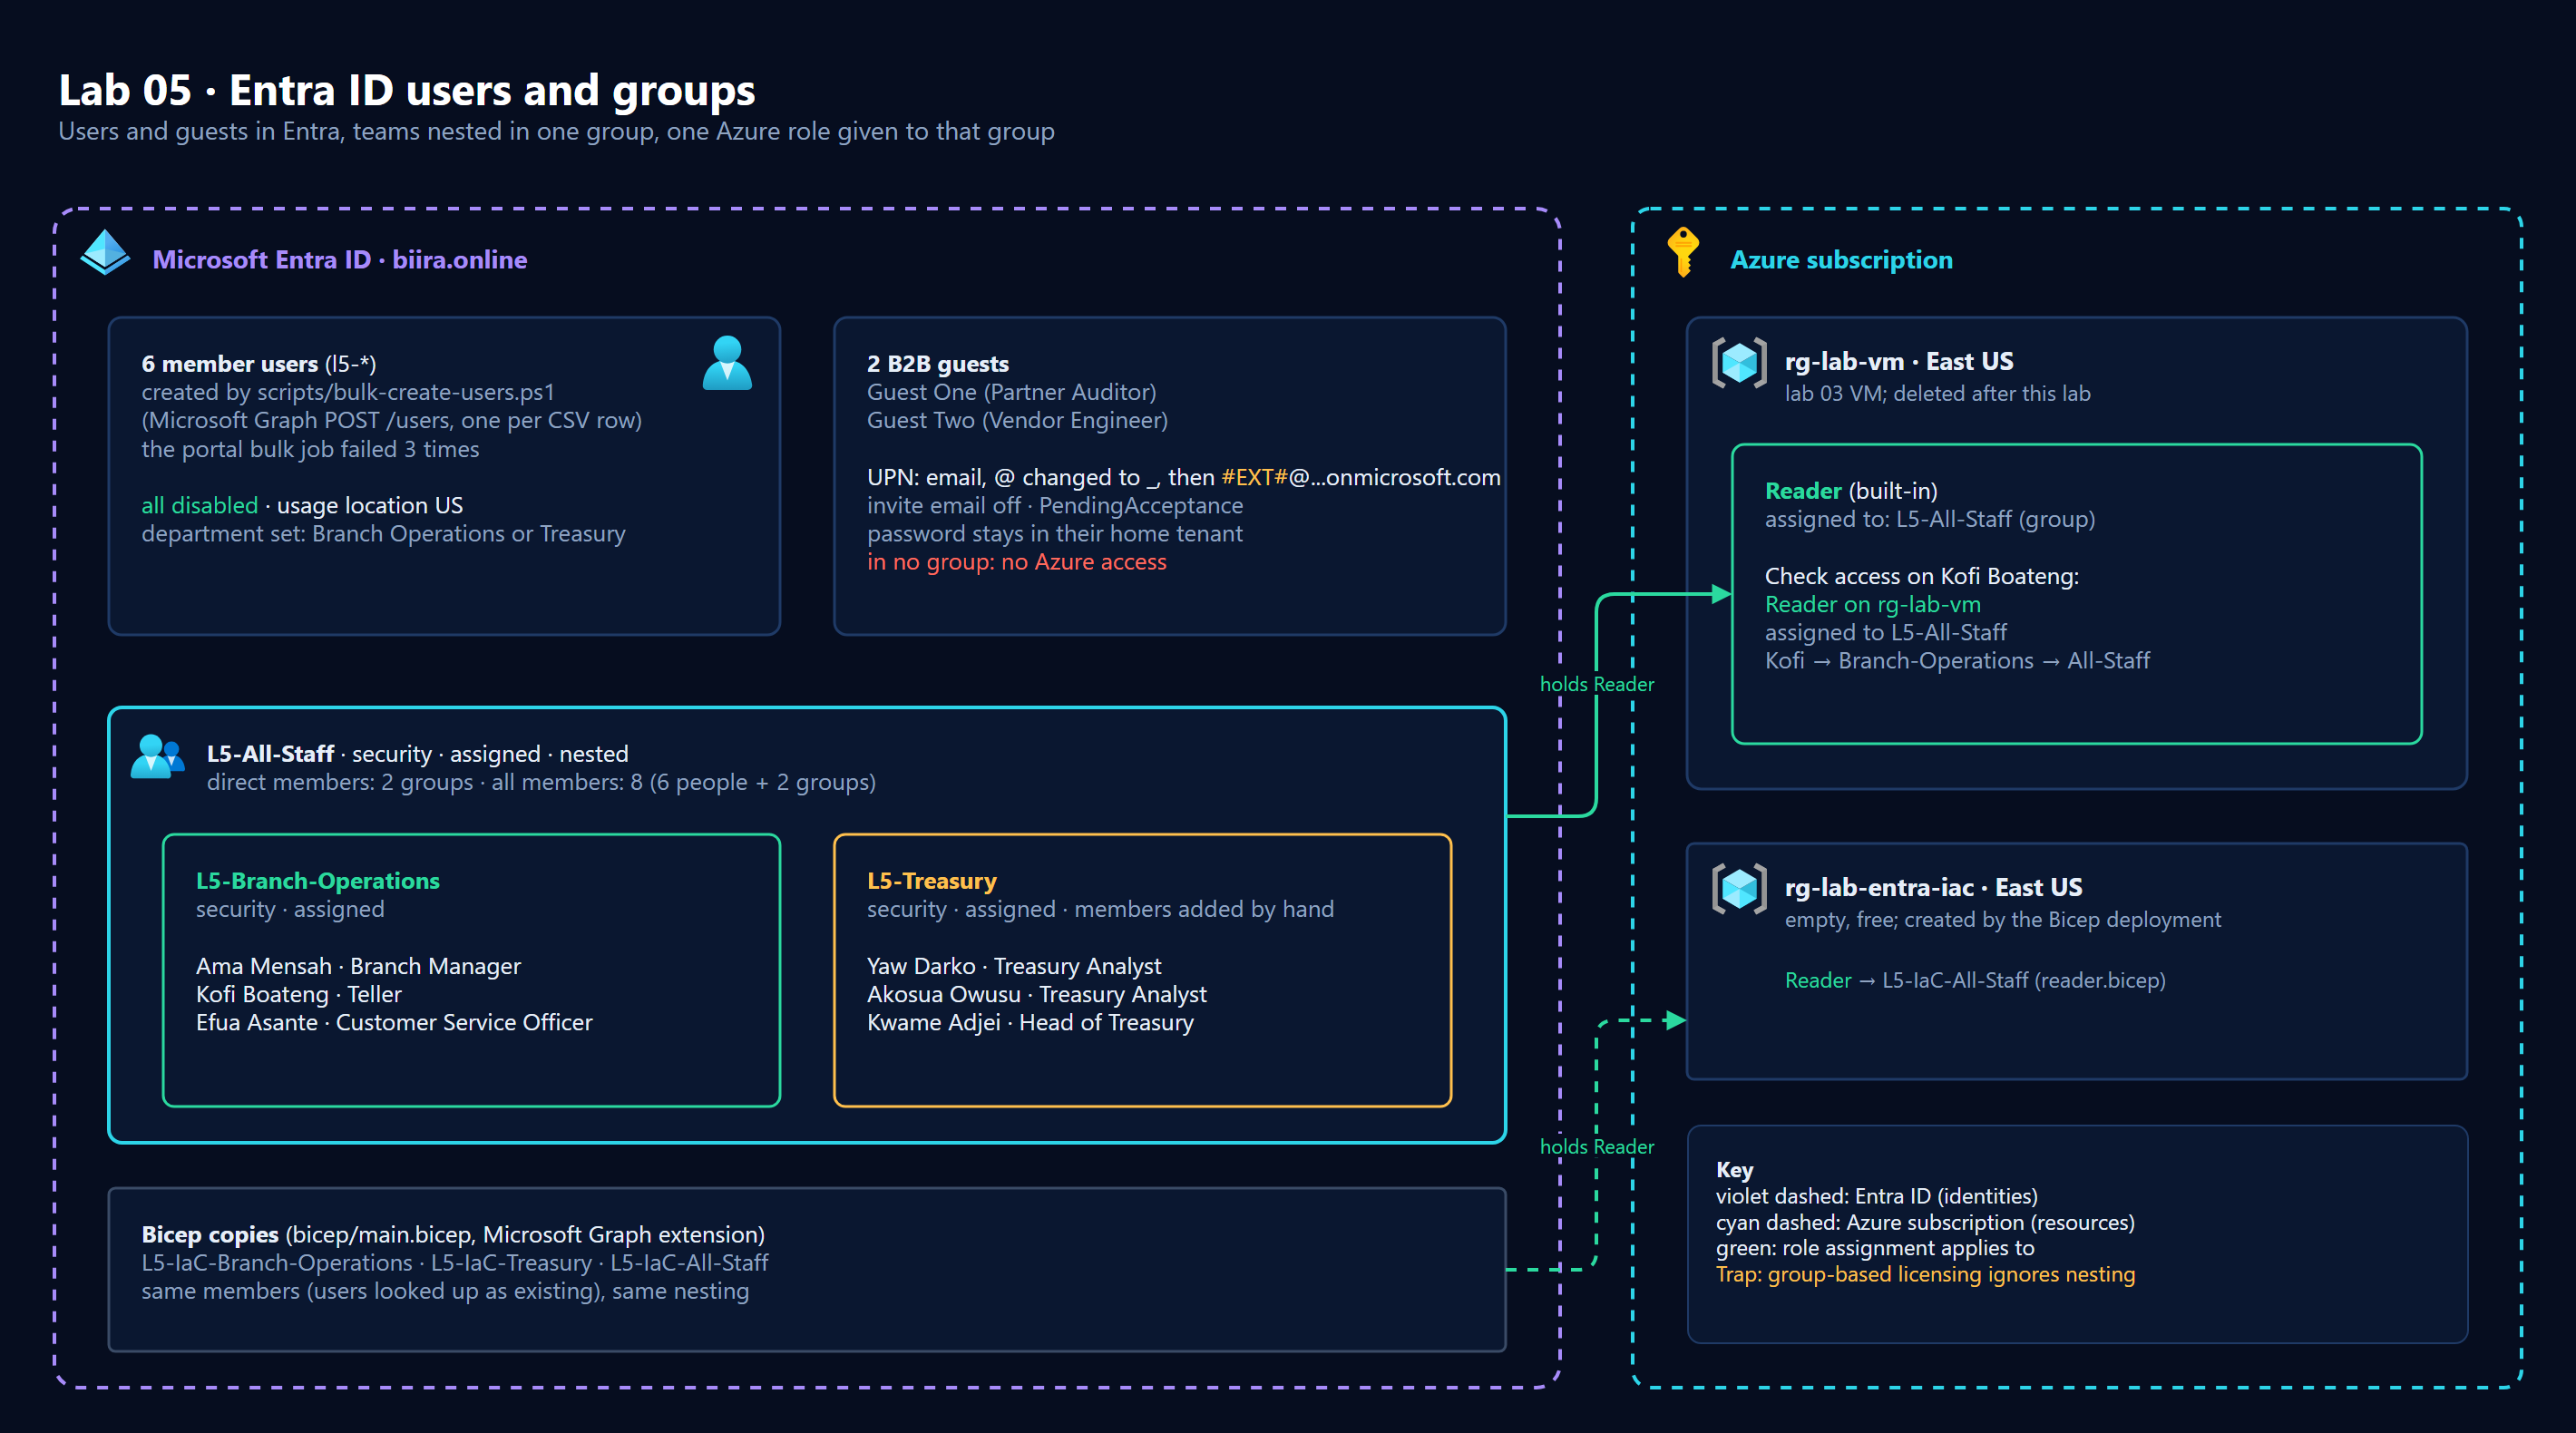 Lab 05 · Entra ID users and groups
Users and guests in Entra, teams nested in one group, one Azure role given to that group
Microsoft Entra ID · biira.online
6 member users (l5-*)
created by scripts/bulk-create-users.ps1
(Microsoft Graph POST /users, one per CSV row)
the portal bulk job failed 3 times
all disabled · usage location US
department set: Branch Operations or Treasury
2 B2B guests
Guest One (Partner Auditor)
Guest Two (Vendor Engineer)
UPN: email, @ changed to _, then #EXT#@...onmicrosoft.com
invite email off · PendingAcceptance
password stays in their home tenant
in no group: no Azure access
L5-All-Staff · security · assigned · nested
direct members: 2 groups · all members: 8 (6 people + 2 groups)
L5-Branch-Operations
security · assigned
Ama Mensah · Branch Manager
Kofi Boateng · Teller
Efua Asante · Customer Service Officer
L5-Treasury
security · assigned · members added by hand
Yaw Darko · Treasury Analyst
Akosua Owusu · Treasury Analyst
Kwame Adjei · Head of Treasury
Bicep copies (bicep/main.bicep, Microsoft Graph extension)
L5-IaC-Branch-Operations · L5-IaC-Treasury · L5-IaC-All-Staff
same members (users looked up as existing), same nesting
holds Reader
holds Reader
Azure subscription
rg-lab-vm · East US
lab 03 VM; deleted after this lab
Reader (built-in)
assigned to: L5-All-Staff (group)
Check access on Kofi Boateng:
Reader on rg-lab-vm
assigned to L5-All-Staff
Kofi → Branch-Operations → All-Staff
rg-lab-entra-iac · East US
empty, free; created by the Bicep deployment
Reader → L5-IaC-All-Staff (reader.bicep)
Key
violet dashed: Entra ID (identities)
cyan dashed: Azure subscription (resources)
green: role assignment applies to
Trap: group-based licensing ignores nesting